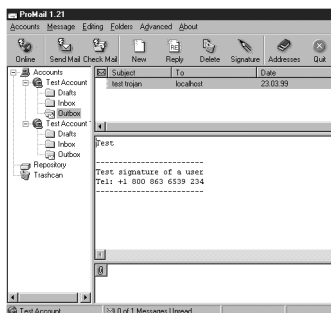 ProMail 1.21
Accounts Message Editing Folders Advanced About
Online Send Mail Check Mail New Reply Delete Signature Addresses Quit
RE
Accounts
Test Account
Drafts
Inbox
Outbox
Test Account
Drafts
Inbox
Outbox
Repository
Trashcan
Subject To Date
test trojan localhost 23.03.99
Test
-----------------------
Test signature of a user
Tel: +1 800 863 6539 234
-----------------------
Test Account 0 of 1 Messages Unread